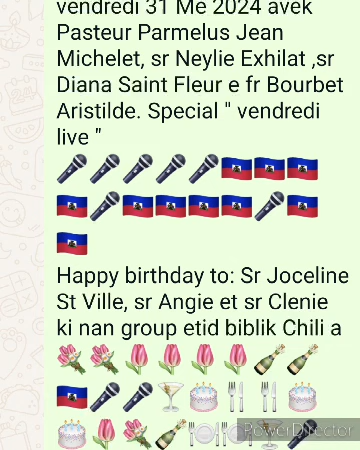 vendredi 31 Me 2024 avek
Pasteur Parmelus Jean
Michelet, sr Neylie Exhilat ,sr
Diana Saint Fleur e fr Bourbet
Aristilde. Special " vendredi
live "
🎤🎤🎤🎤🎤🇭🇹🇭🇹🇭🇹
🇭🇹🎤🇭🇹🇭🇹🇭🇹🇭🇹🎤🇭🇹
🇭🇹
Happy birthday to: Sr Joceline
St Ville, sr Angie et sr Clenie
ki nan group etid biblik Chili a
💐💐🌷🌷🌷🌷🍾🍾
🇭🇹🎤🎤🍸🎂🍴🍴🎂
🎂🌷💐🍾🍽🍽🍸🎤
PowerDirector